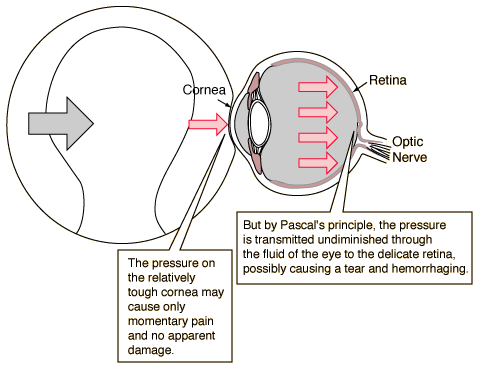 Cornea
Retina
Optic
Nerve
But by Pascal's principle, the pressure
is transmitted undiminished through
the fluid of the eye to the delicate retina,
possibly causing a tear and hemorrhaging.
The pressure on
the relatively
tough cornea may
cause only
momentary pain
and no apparent
damage.